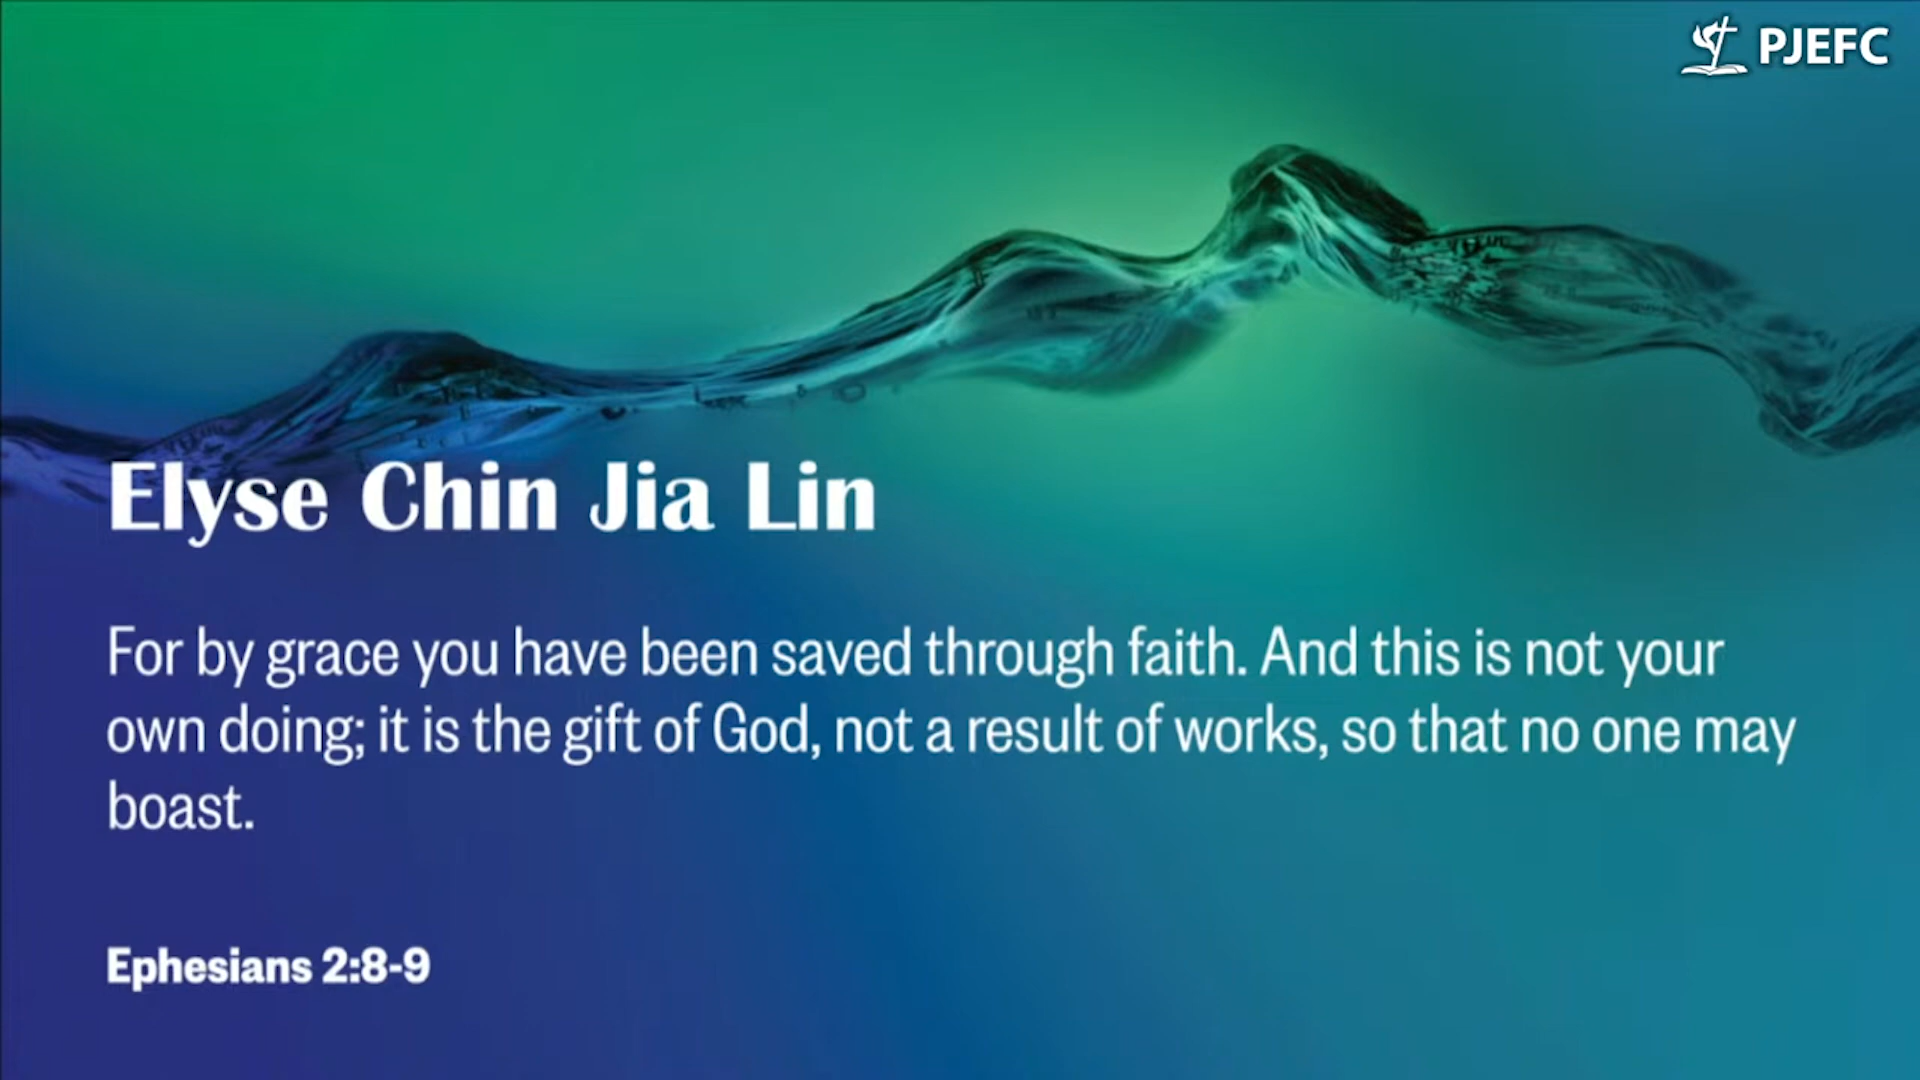 PJEFC
Elyse Chin Jia Lin
For by grace you have been saved through faith. And this is not your
own doing; it is the gift of God, not a result of works, so that no one may
boast.
Ephesians 2:8-9